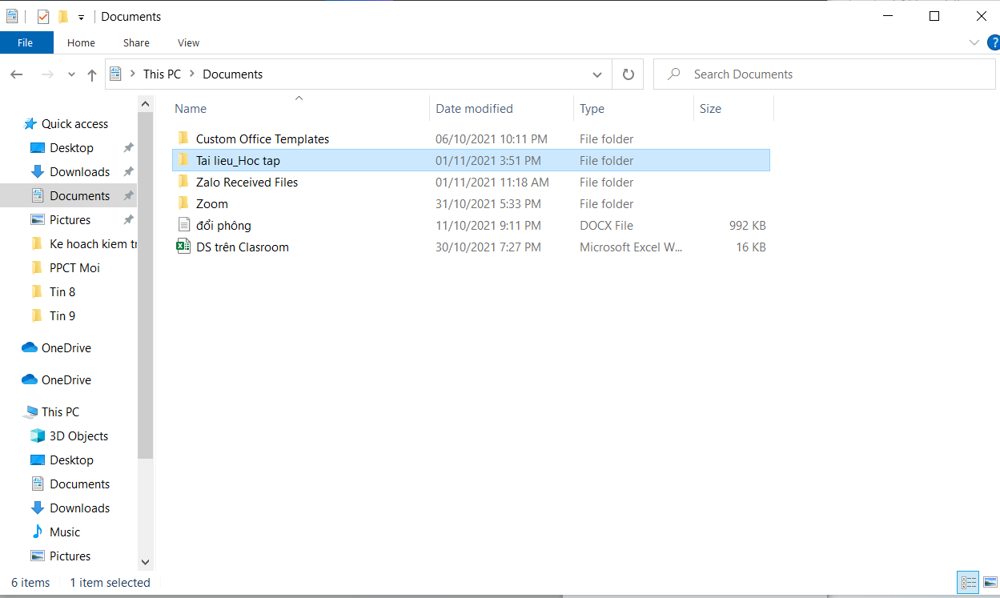 Documents
File Home Share View
?
This PC Documents
Search Documents
Name Date modified Type Size
Quick access
Desktop
Downloads
Documents
Pictures
Ke hoach kiem tr
PPCT Moi
Tin 8
Tin 9
OneDrive
OneDrive
This PC
3D Objects
Desktop
Documents
Downloads
Music
Pictures
Custom Office Templates 06/10/2021 10:11 PM File folder
Tai lieu_Hoc tap 01/11/2021 3:51 PM File folder
Zalo Received Files 01/11/2021 11:18 AM File folder
Zoom 31/10/2021 5:33 PM File folder
đổi phông 11/10/2021 9:11 PM DOCX File 992 KB
DS trên Clasroom 30/10/2021 7:27 PM Microsoft Excel W... 16 KB
6 items 1 item selected